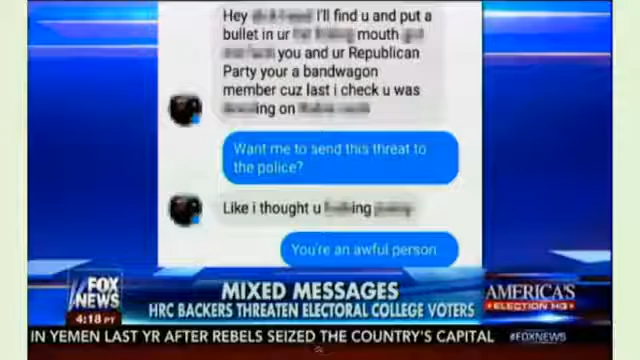 Hey I'll find u and put a
bullet in ur mouth
you and ur Republican
Party your a bandwagon
member cuz last i check u was
ing on
Want me to send this threat to
the police?
Like i thought u ing
You're an awful person
FOX
NEWS
4:18 PT
MIXED MESSAGES
HRC BACKERS THREATEN ELECTORAL COLLEGE VOTERS
AMERICA'S
ELECTION HQ
IN YEMEN LAST YR AFTER REBELS SEIZED THE COUNTRY'S CAPITAL
#FOXNEWS